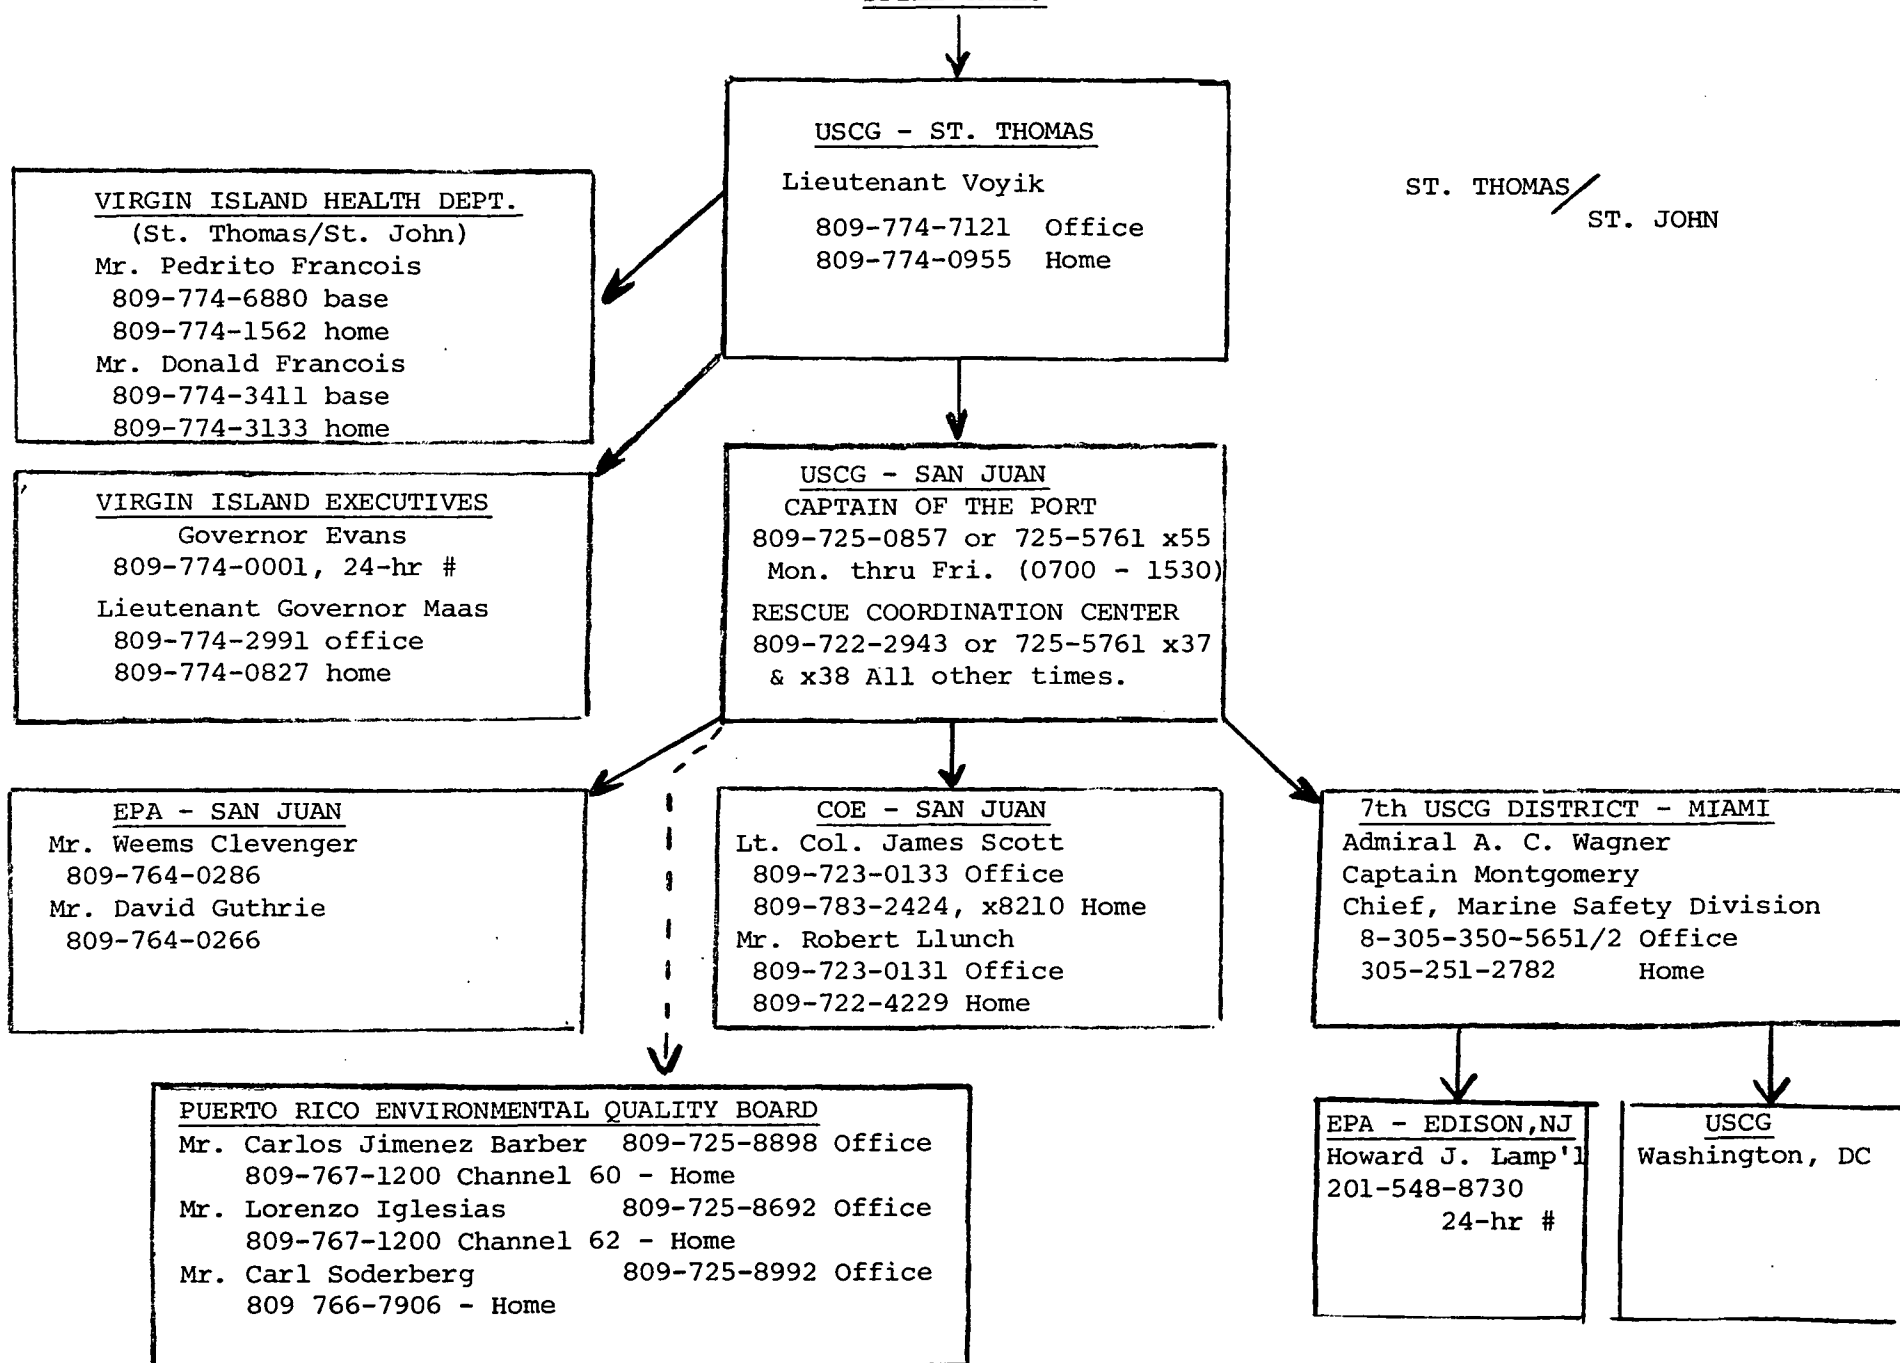 USCG - ST. THOMAS
Lieutenant Voyik
809-774-7121 Office
809-774-0955 Home
ST. THOMAS/
ST. JOHN
VIRGIN ISLAND HEALTH DEPT.
(St. Thomas/St. John)
Mr. Pedrito Francois
809-774-6880 base
809-774-1562 home
Mr. Donald Francois
809-774-3411 base
809-774-3133 home
VIRGIN ISLAND EXECUTIVES
Governor Evans
809-774-0001, 24-hr #
Lieutenant Governor Maas
809-774-2991 office
809-774-0827 home
USCG - SAN JUAN
CAPTAIN OF THE PORT
809-725-0857 or 725-5761 x55
Mon. thru Fri. (0700 - 1530)
RESCUE COORDINATION CENTER
809-722-2943 or 725-5761 x37
& x38 All other times.
EPA - SAN JUAN
Mr. Weems Clevenger
809-764-0286
Mr. David Guthrie
809-764-0266
COE - SAN JUAN
Lt. Col. James Scott
809-723-0133 Office
809-783-2424, x8210 Home
Mr. Robert Llunch
809-723-0131 Office
809-722-4229 Home
7th USCG DISTRICT - MIAMI
Admiral A. C. Wagner
Captain Montgomery
Chief, Marine Safety Division
8-305-350-5651/2 Office
305-251-2782 Home
PUERTO RICO ENVIRONMENTAL QUALITY BOARD
Mr. Carlos Jimenez Barber 809-725-8898 Office
809-767-1200 Channel 60 - Home
Mr. Lorenzo Iglesias 809-725-8692 Office
809-767-1200 Channel 62 - Home
Mr. Carl Soderberg 809-725-8992 Office
809 766-7906 - Home
EPA - EDISON,NJ
Howard J. Lamp'l
201-548-8730
24-hr #
USCG
Washington, DC